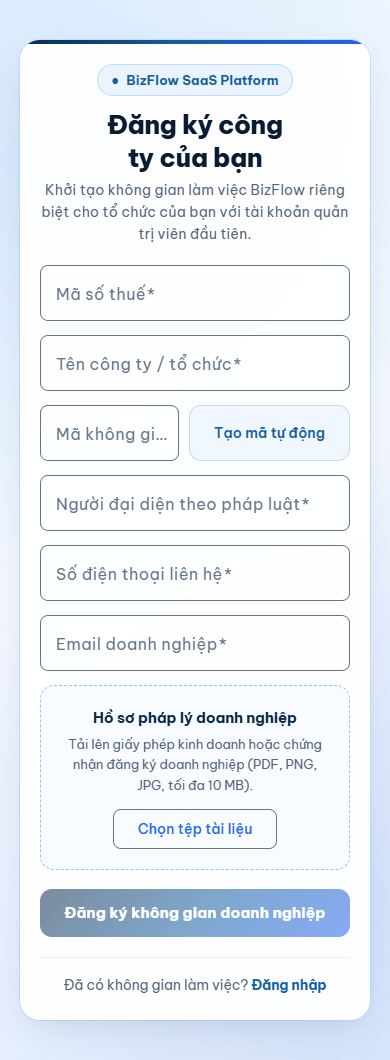 BizFlow SaaS Platform
Đăng ký công
ty của bạn
Khởi tạo không gian làm việc BizFlow riêng
biệt cho tổ chức của bạn với tài khoản quản
trị viên đầu tiên.
Mã số thuế*
Tên công ty / tổ chức*
Mã không gi...
Tạo mã tự động
Người đại diện theo pháp luật*
Số điện thoại liên hệ*
Email doanh nghiệp*
Hồ sơ pháp lý doanh nghiệp
Tải lên giấy phép kinh doanh hoặc chứng
nhận đăng ký doanh nghiệp (PDF, PNG,
JPG, tối đa 10 MB).
Chọn tệp tài liệu
Đăng ký không gian doanh nghiệp
Đã có không gian làm việc? Đăng nhập